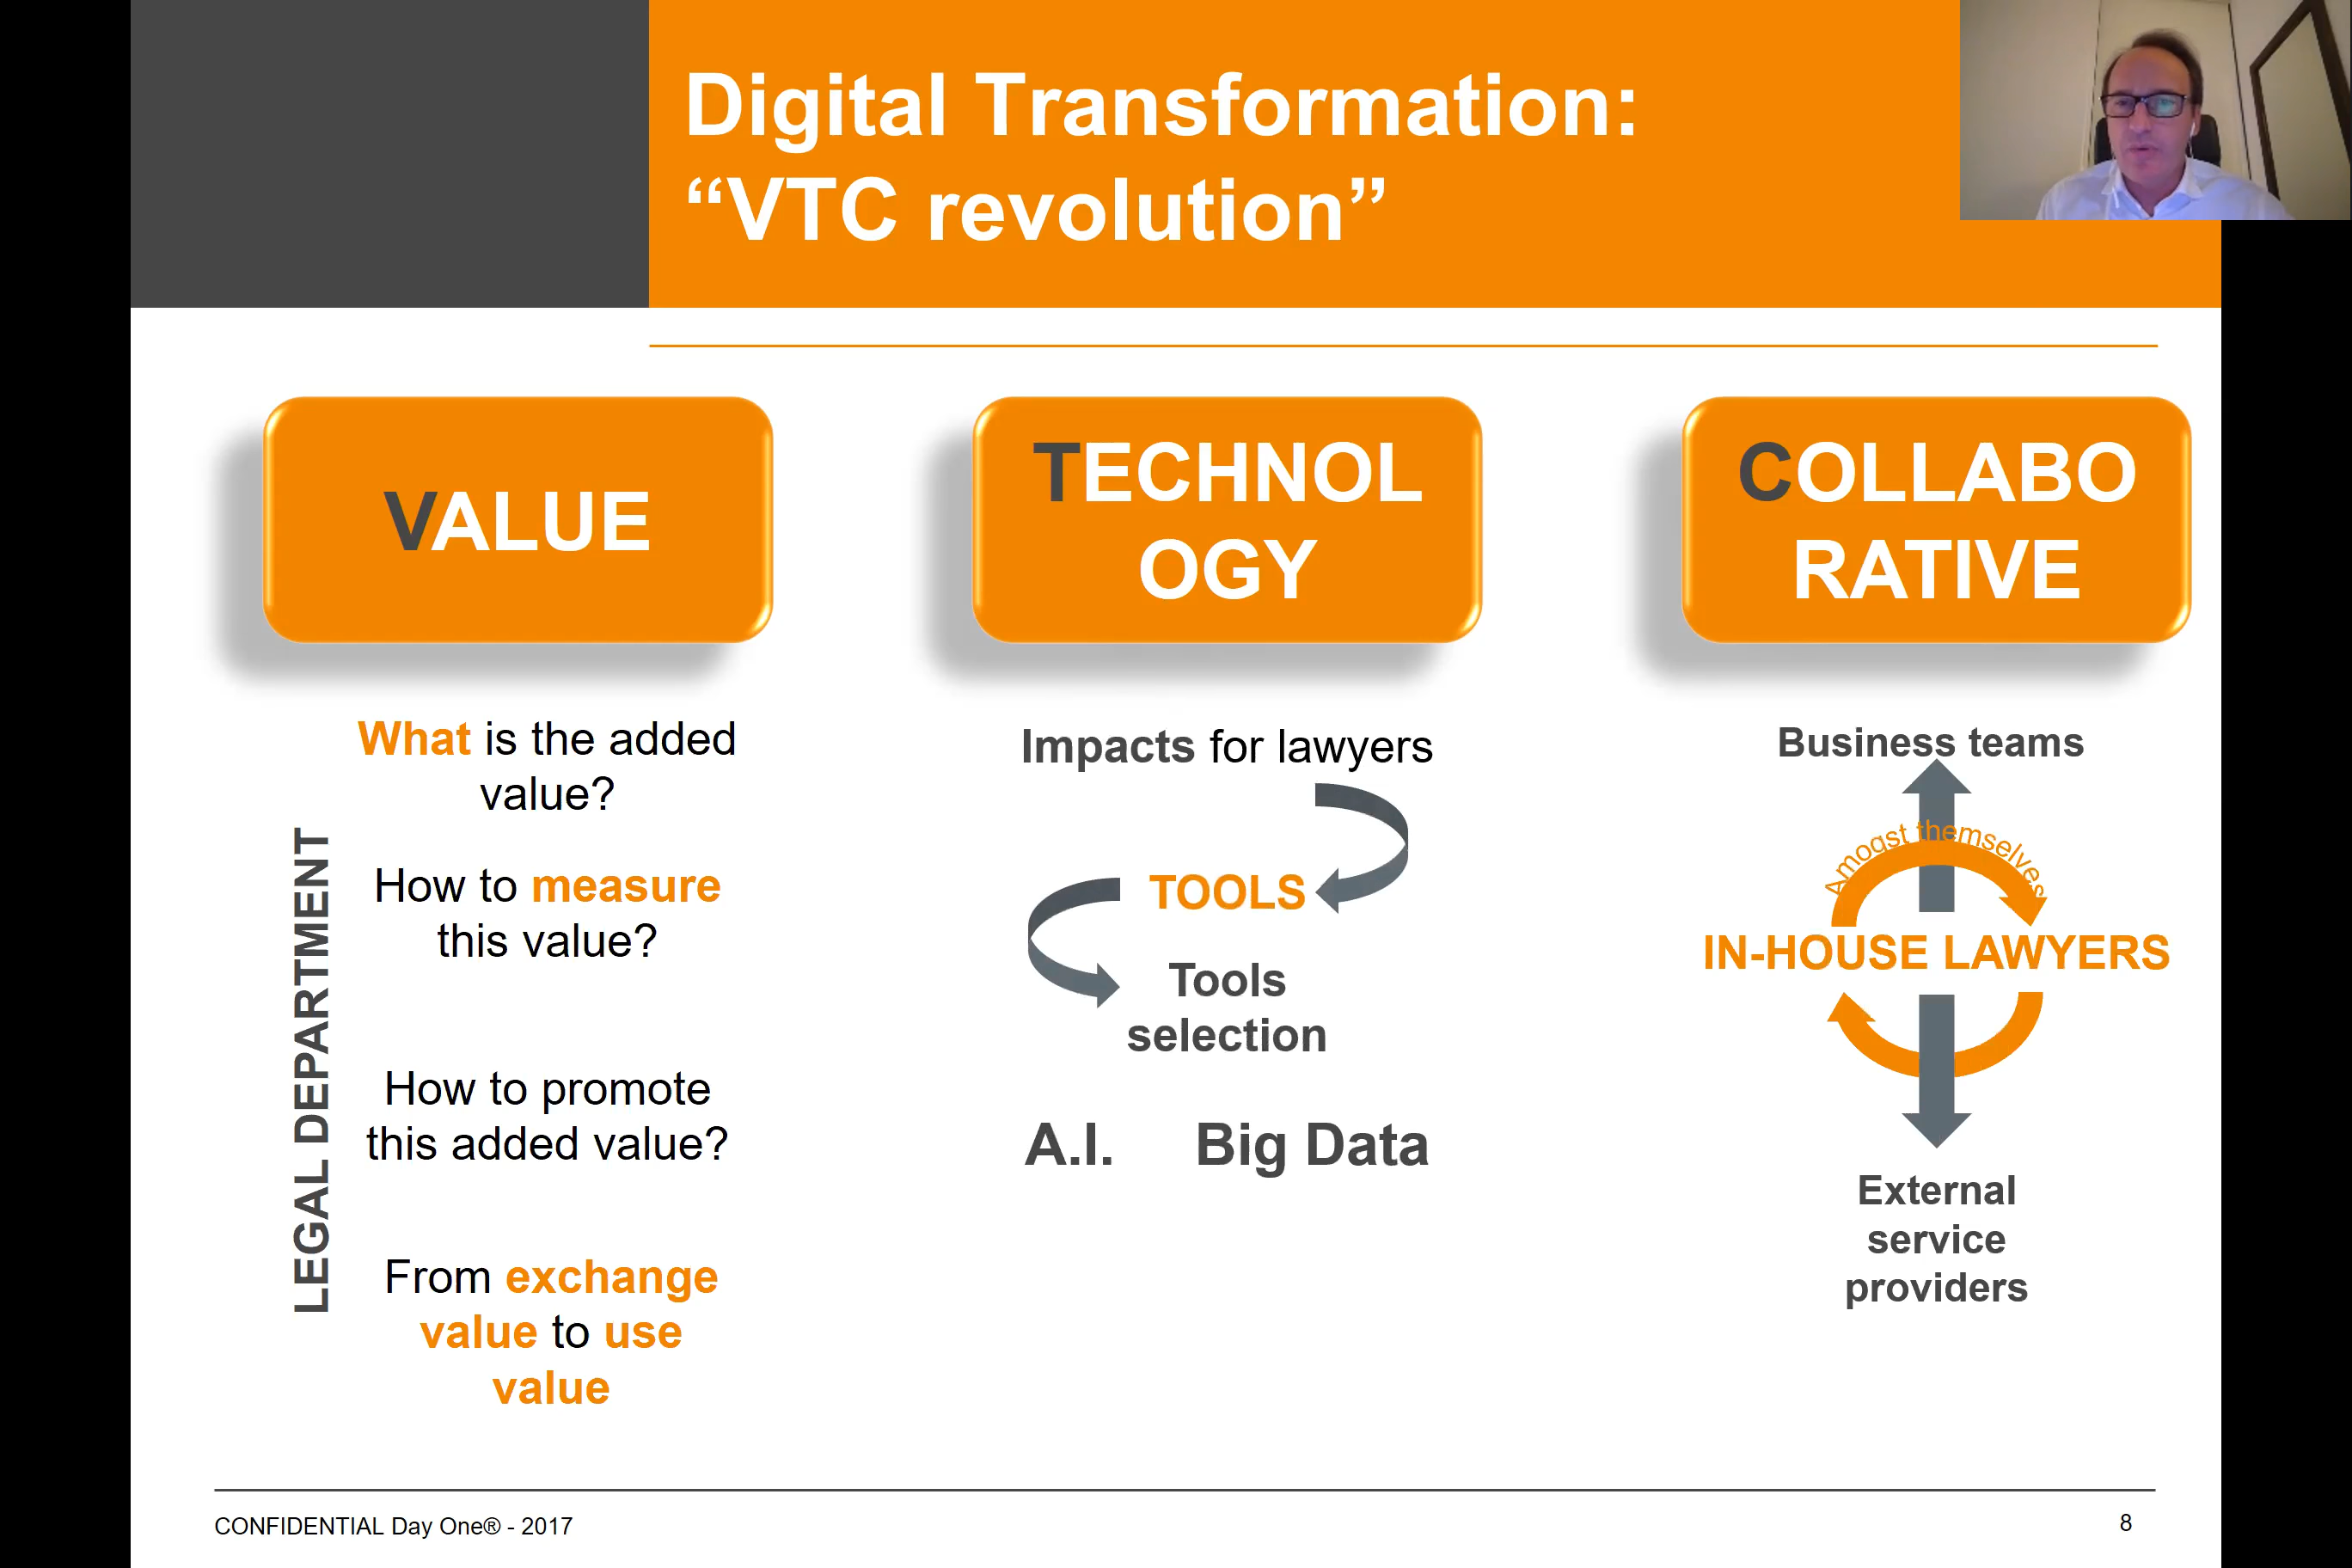 Digital Transformation:
“VTC revolution”
VALUE
TECHNOL
OGY
COLLABO
RATIVE
LEGAL DEPARTMENT
What is the added
value?
How to measure
this value?
How to promote
this added value?
From exchange
value to use
value
Impacts for lawyers
TOOLS
Tools
selection
A.I. Big Data
Business teams
Amogst themselves
IN-HOUSE LAWYERS
External
service
providers
CONFIDENTIAL Day One® - 2017
8